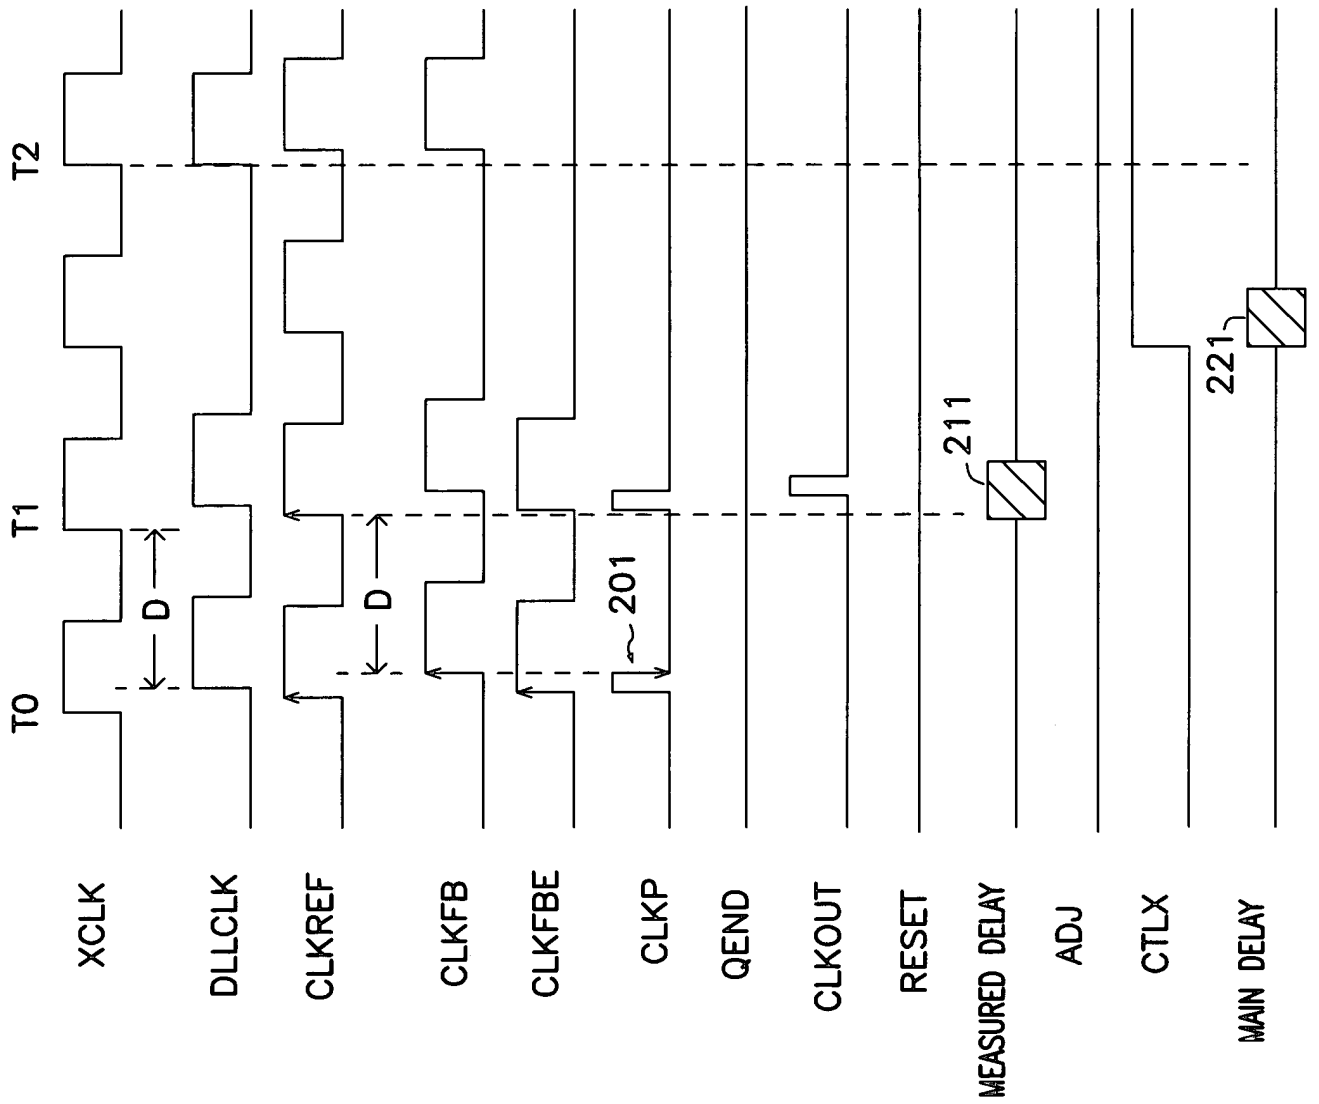 T0
T1
T2
XCLK
D
DLLCLK
CLKREF
D
CLKFB
CLKFBE
201
CLKP
QEND
CLKOUT
RESET
211
MEASURED DELAY
ADJ
CTLX
221
MAIN DELAY